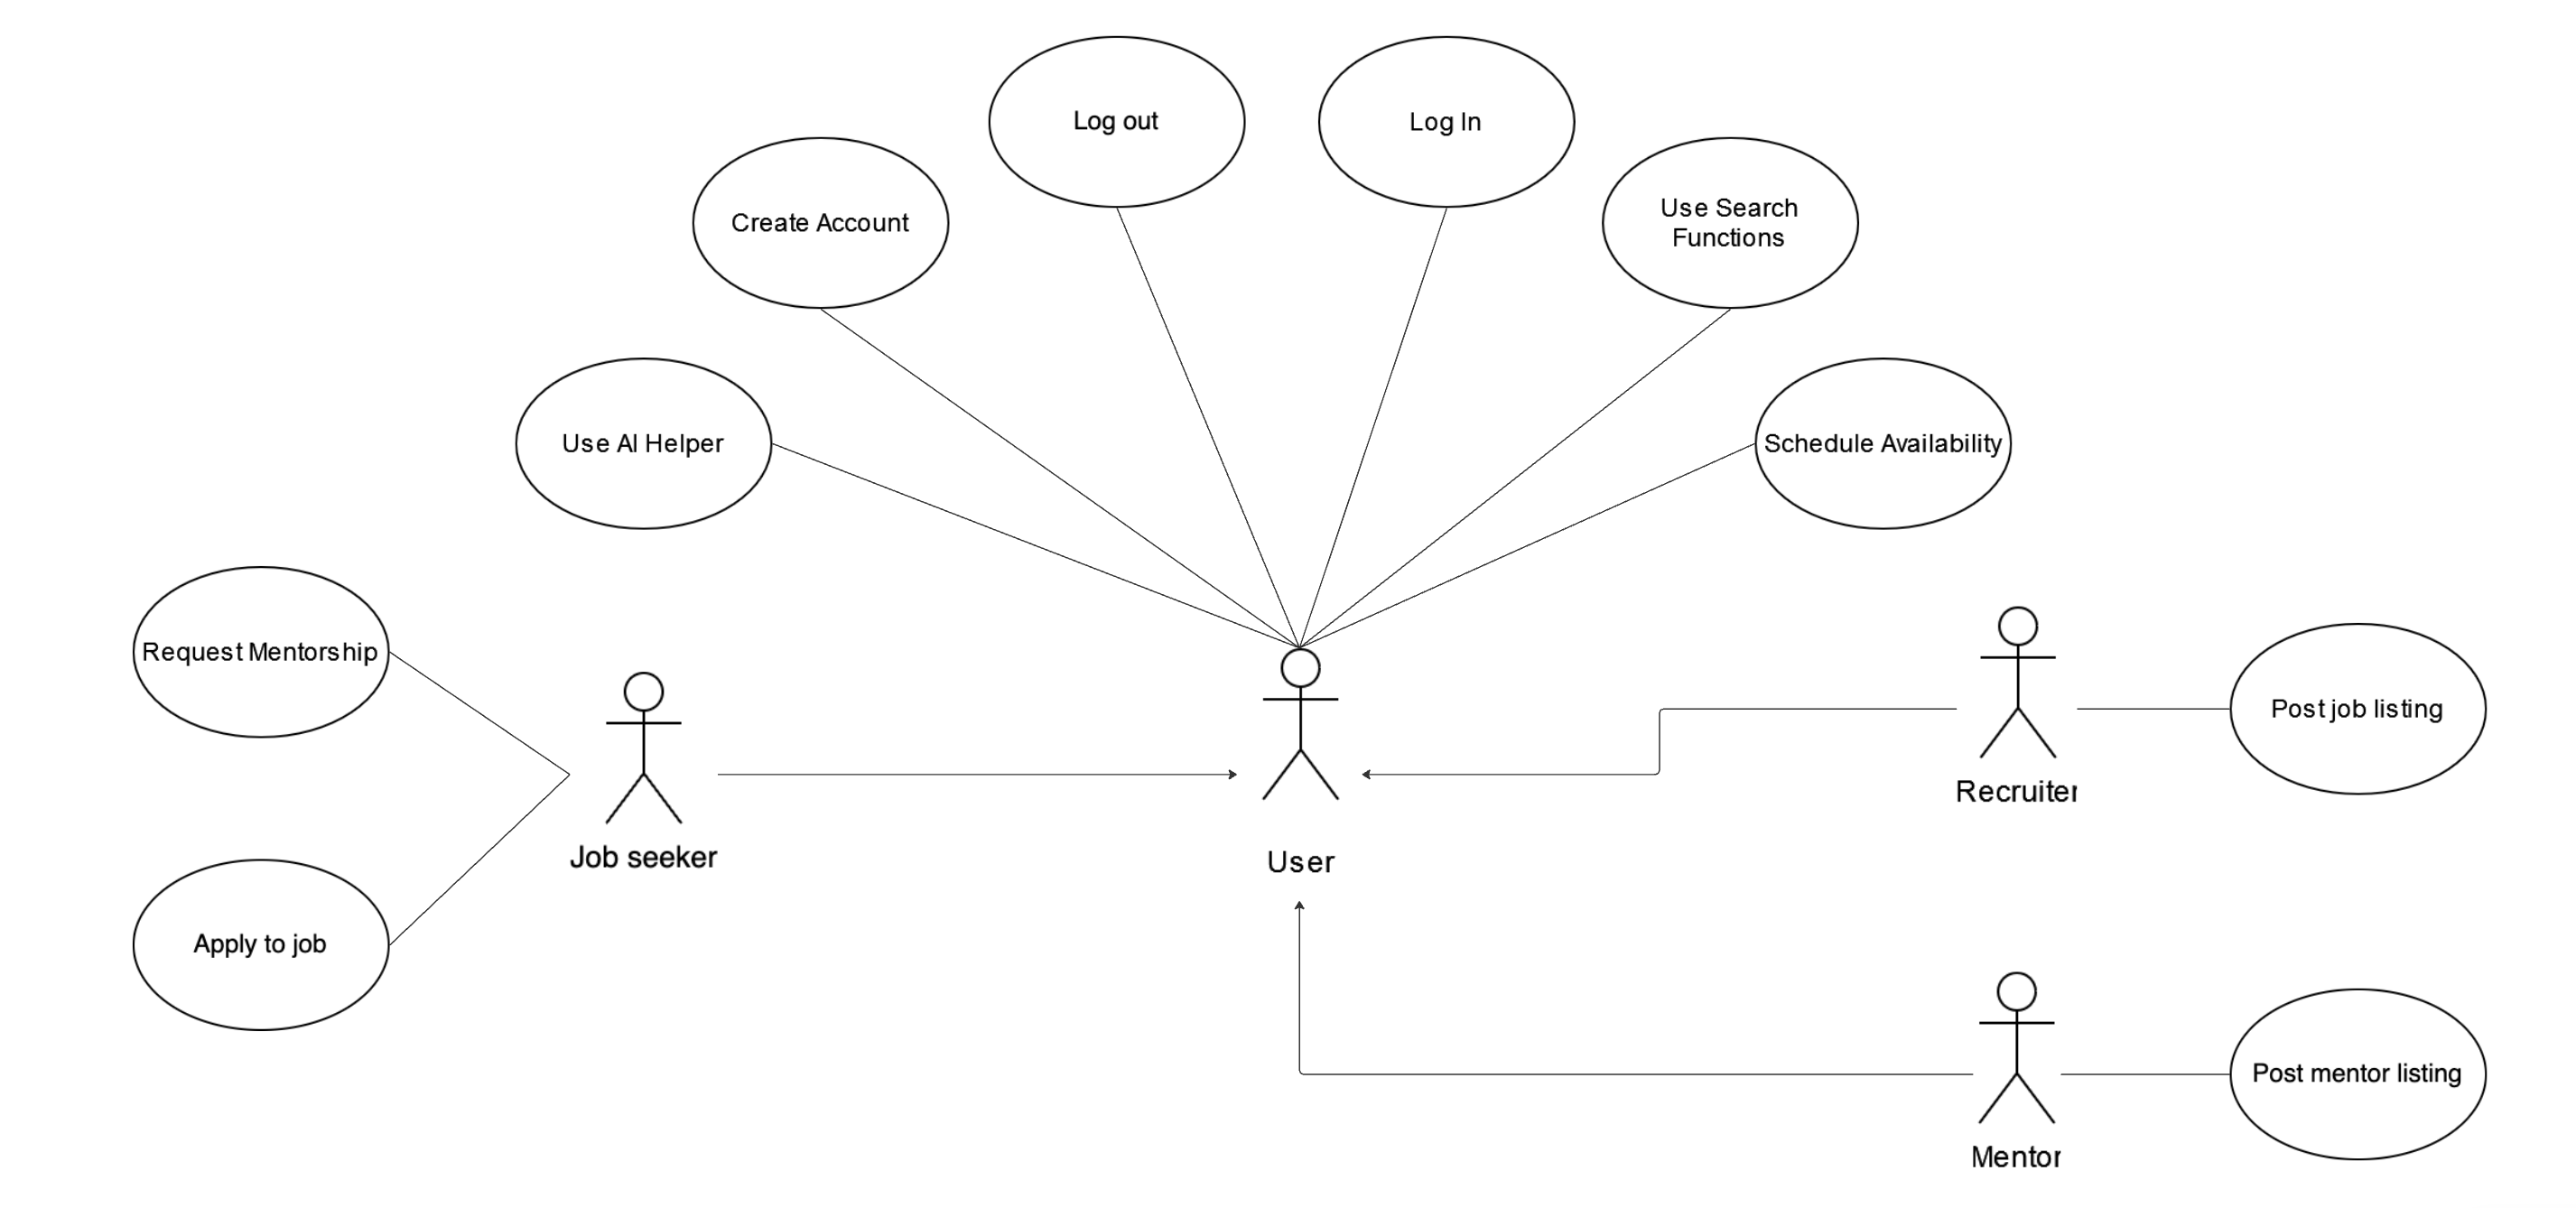 Log out
Log In
Create Account
Use Search
Functions
Use AI Helper
Schedule Availability
Request Mentorship
Post job listing
Recruiter
Job seeker
User
Apply to job
Post mentor listing
Mentor